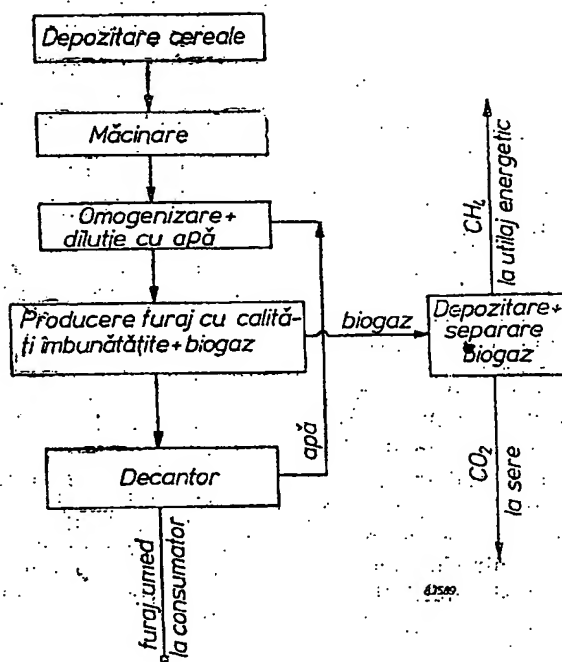 Depozitare cereale
Măcinare
Omogenizare+
diluție cu apă
Producere furaj cu calită-
ți îmbunătățite+biogaz
biogaz
Depozitare+
separare
biogaz
CH₄
la utilaj energetic
CO₂
la sere
apă
Decantor
furaj umed
la consumator